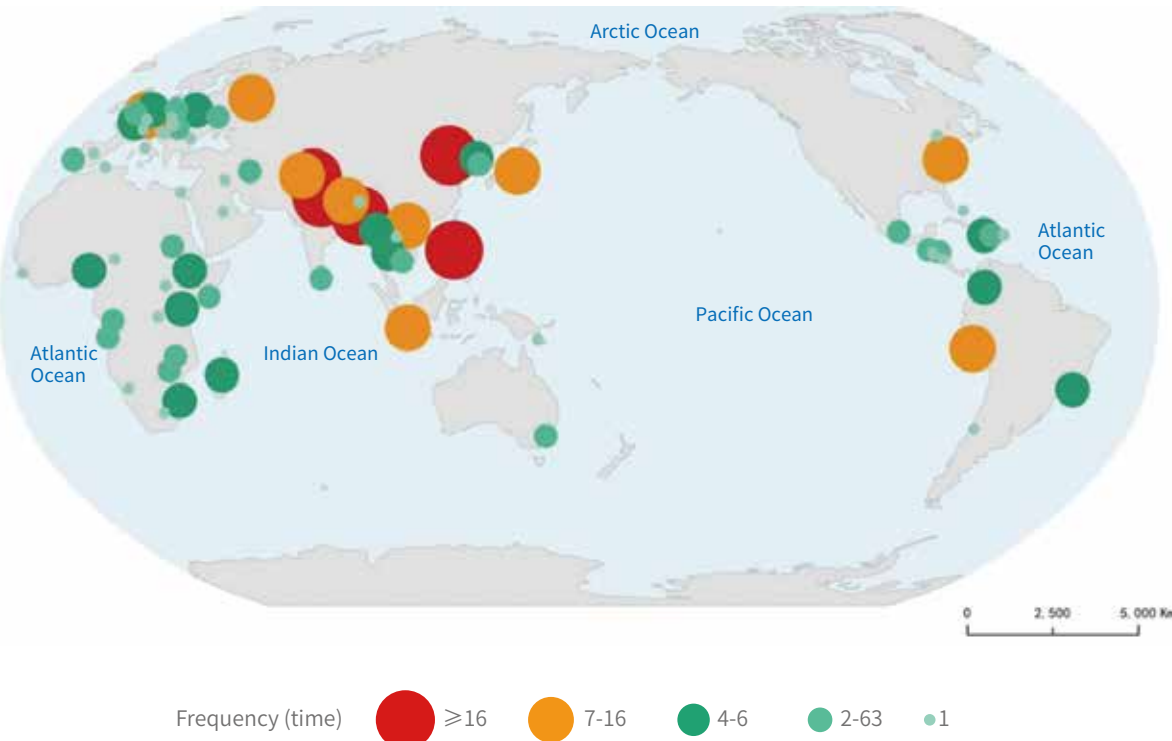 Arctic Ocean
Atlantic
Ocean
Pacific Ocean
Atlantic
Ocean
Indian Ocean
0 2,500 5,000 Km
Frequency (time) ⩾16 7-16 4-6 2-63 1